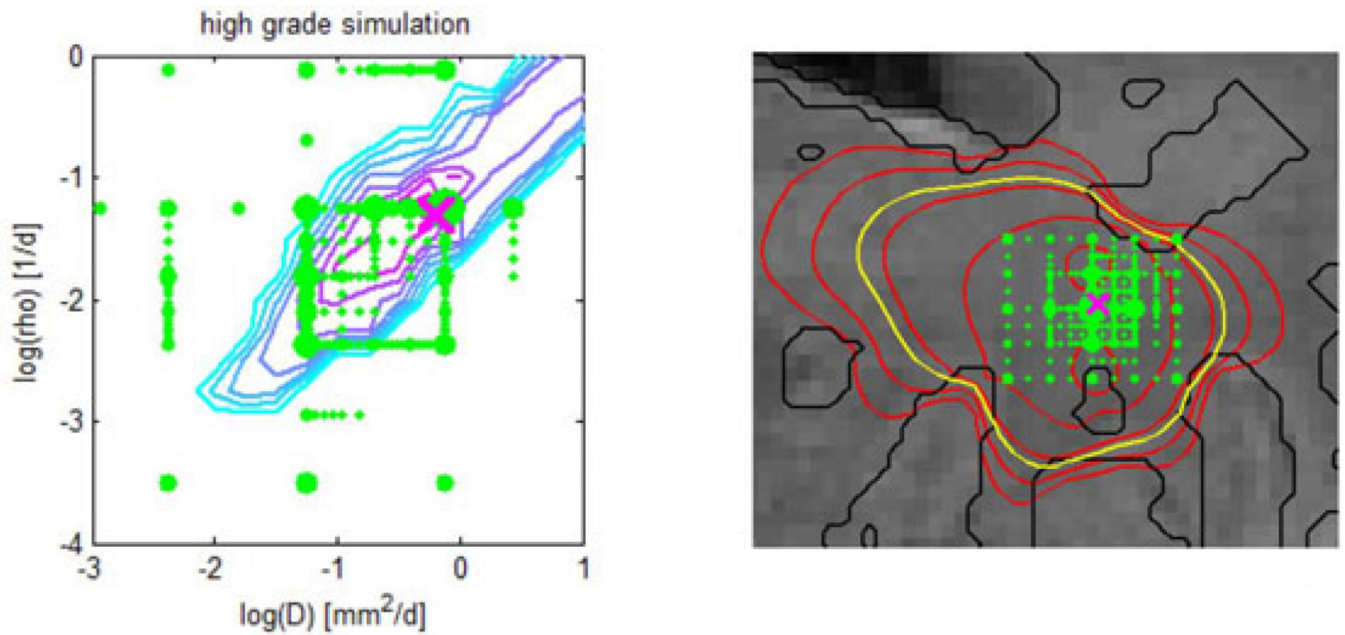 high grade simulation
0
-1
-2
-3
-4
log(rho) [1/d]
-3 -2 -1 0 1
log(D) [mm²/d]